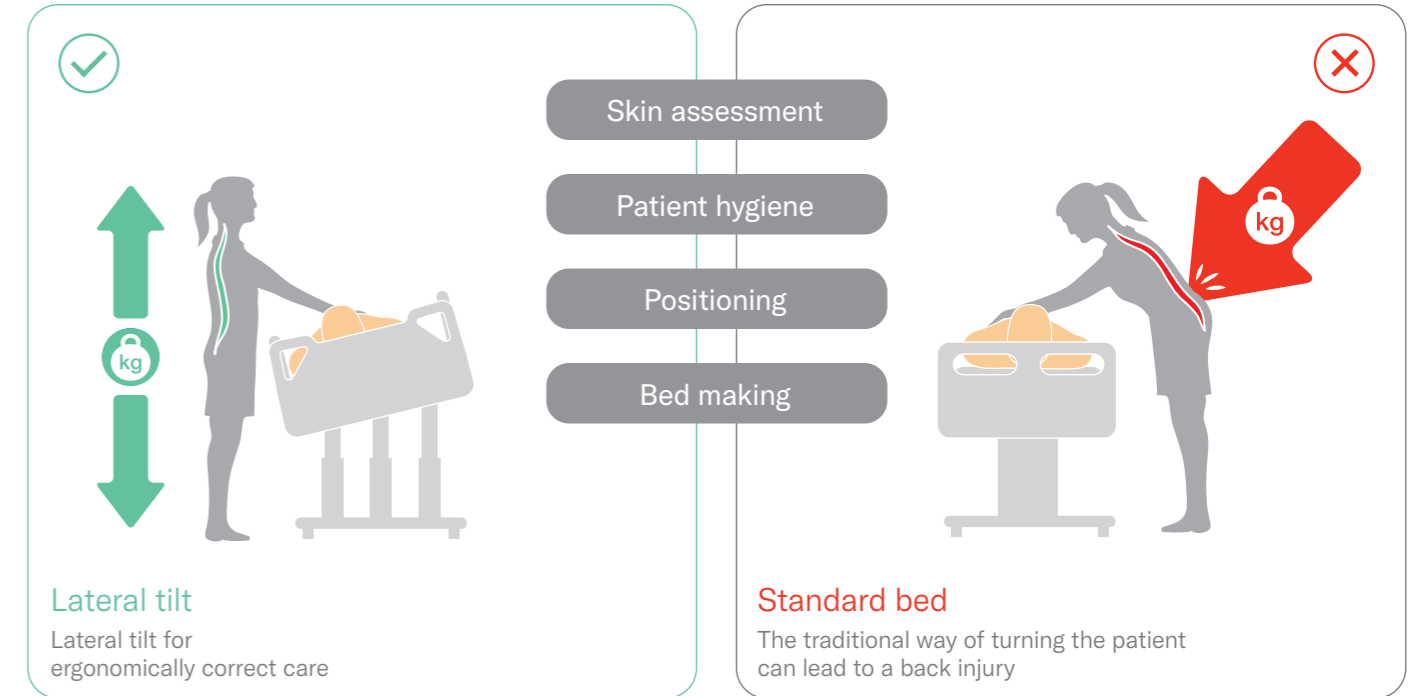 Skin assessment
Patient hygiene
Positioning
Bed making
kg
kg
Lateral tilt
Lateral tilt for
ergonomically correct care
Standard bed
The traditional way of turning the patient
can lead to a back injury